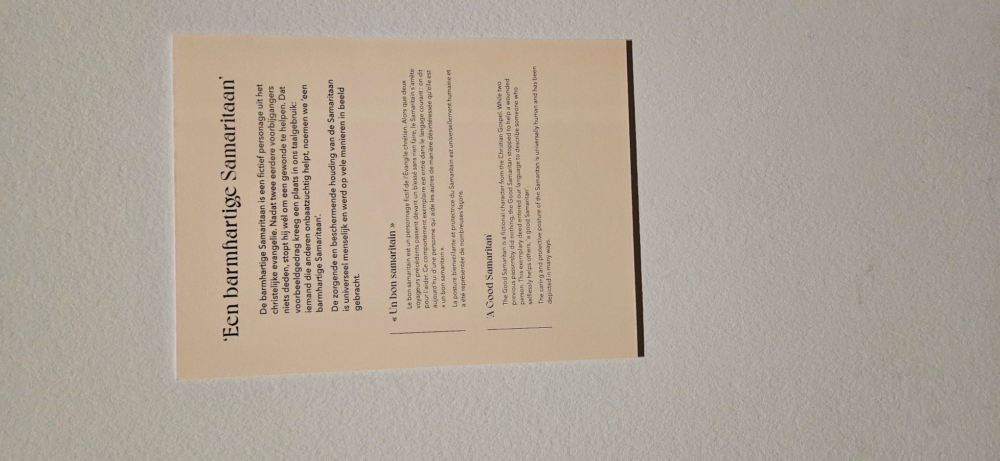 ‘Een barmhartige Samaritaan’
De barmhartige Samaritaan is een fictief personage uit het
christelijke evangelie. Nadat twee eerdere voorbijgangers
niets deden, stopt hij wel om een gewonde te helpen. Dat
voorbeeldgedrag kreeg een plaats in ons taalgebruik:
iemand die anderen onbaatzuchtig helpt, noemen we ‘een
barmhartige Samaritaan’.
De zorgende en beschermende houding van de Samaritaan
is universeel menselijk en werd op vele manieren in beeld
gebracht.
« Un bon samaritain »
Le bon samaritain est un personnage fictif de l'Évangile chrétien. Alors que deux
voyageurs précédents passent devant un blessé sans rien faire, le Samaritain s'arrête
pour l'aider. Ce comportement exemplaire est entré dans le langage courant : on dit
aujourd'hui d'une personne qui aide les autres de manière désintéressée qu'elle est
« un bon samaritain ».
La posture bienveillante et protectrice du Samaritain est universellement humaine et
a été représentée de nombreuses façons.
'A Good Samaritan'
The Good Samaritan is a fictional character from the Christian Gospel. While two
previous passersby did nothing, the Good Samaritan stopped to help a wounded
person. This exemplary deed entered our language to describe someone who
selflessly helps others, 'a good Samaritan'.
The caring and protective posture of the Samaritan is universally human and has been
depicted in many ways.